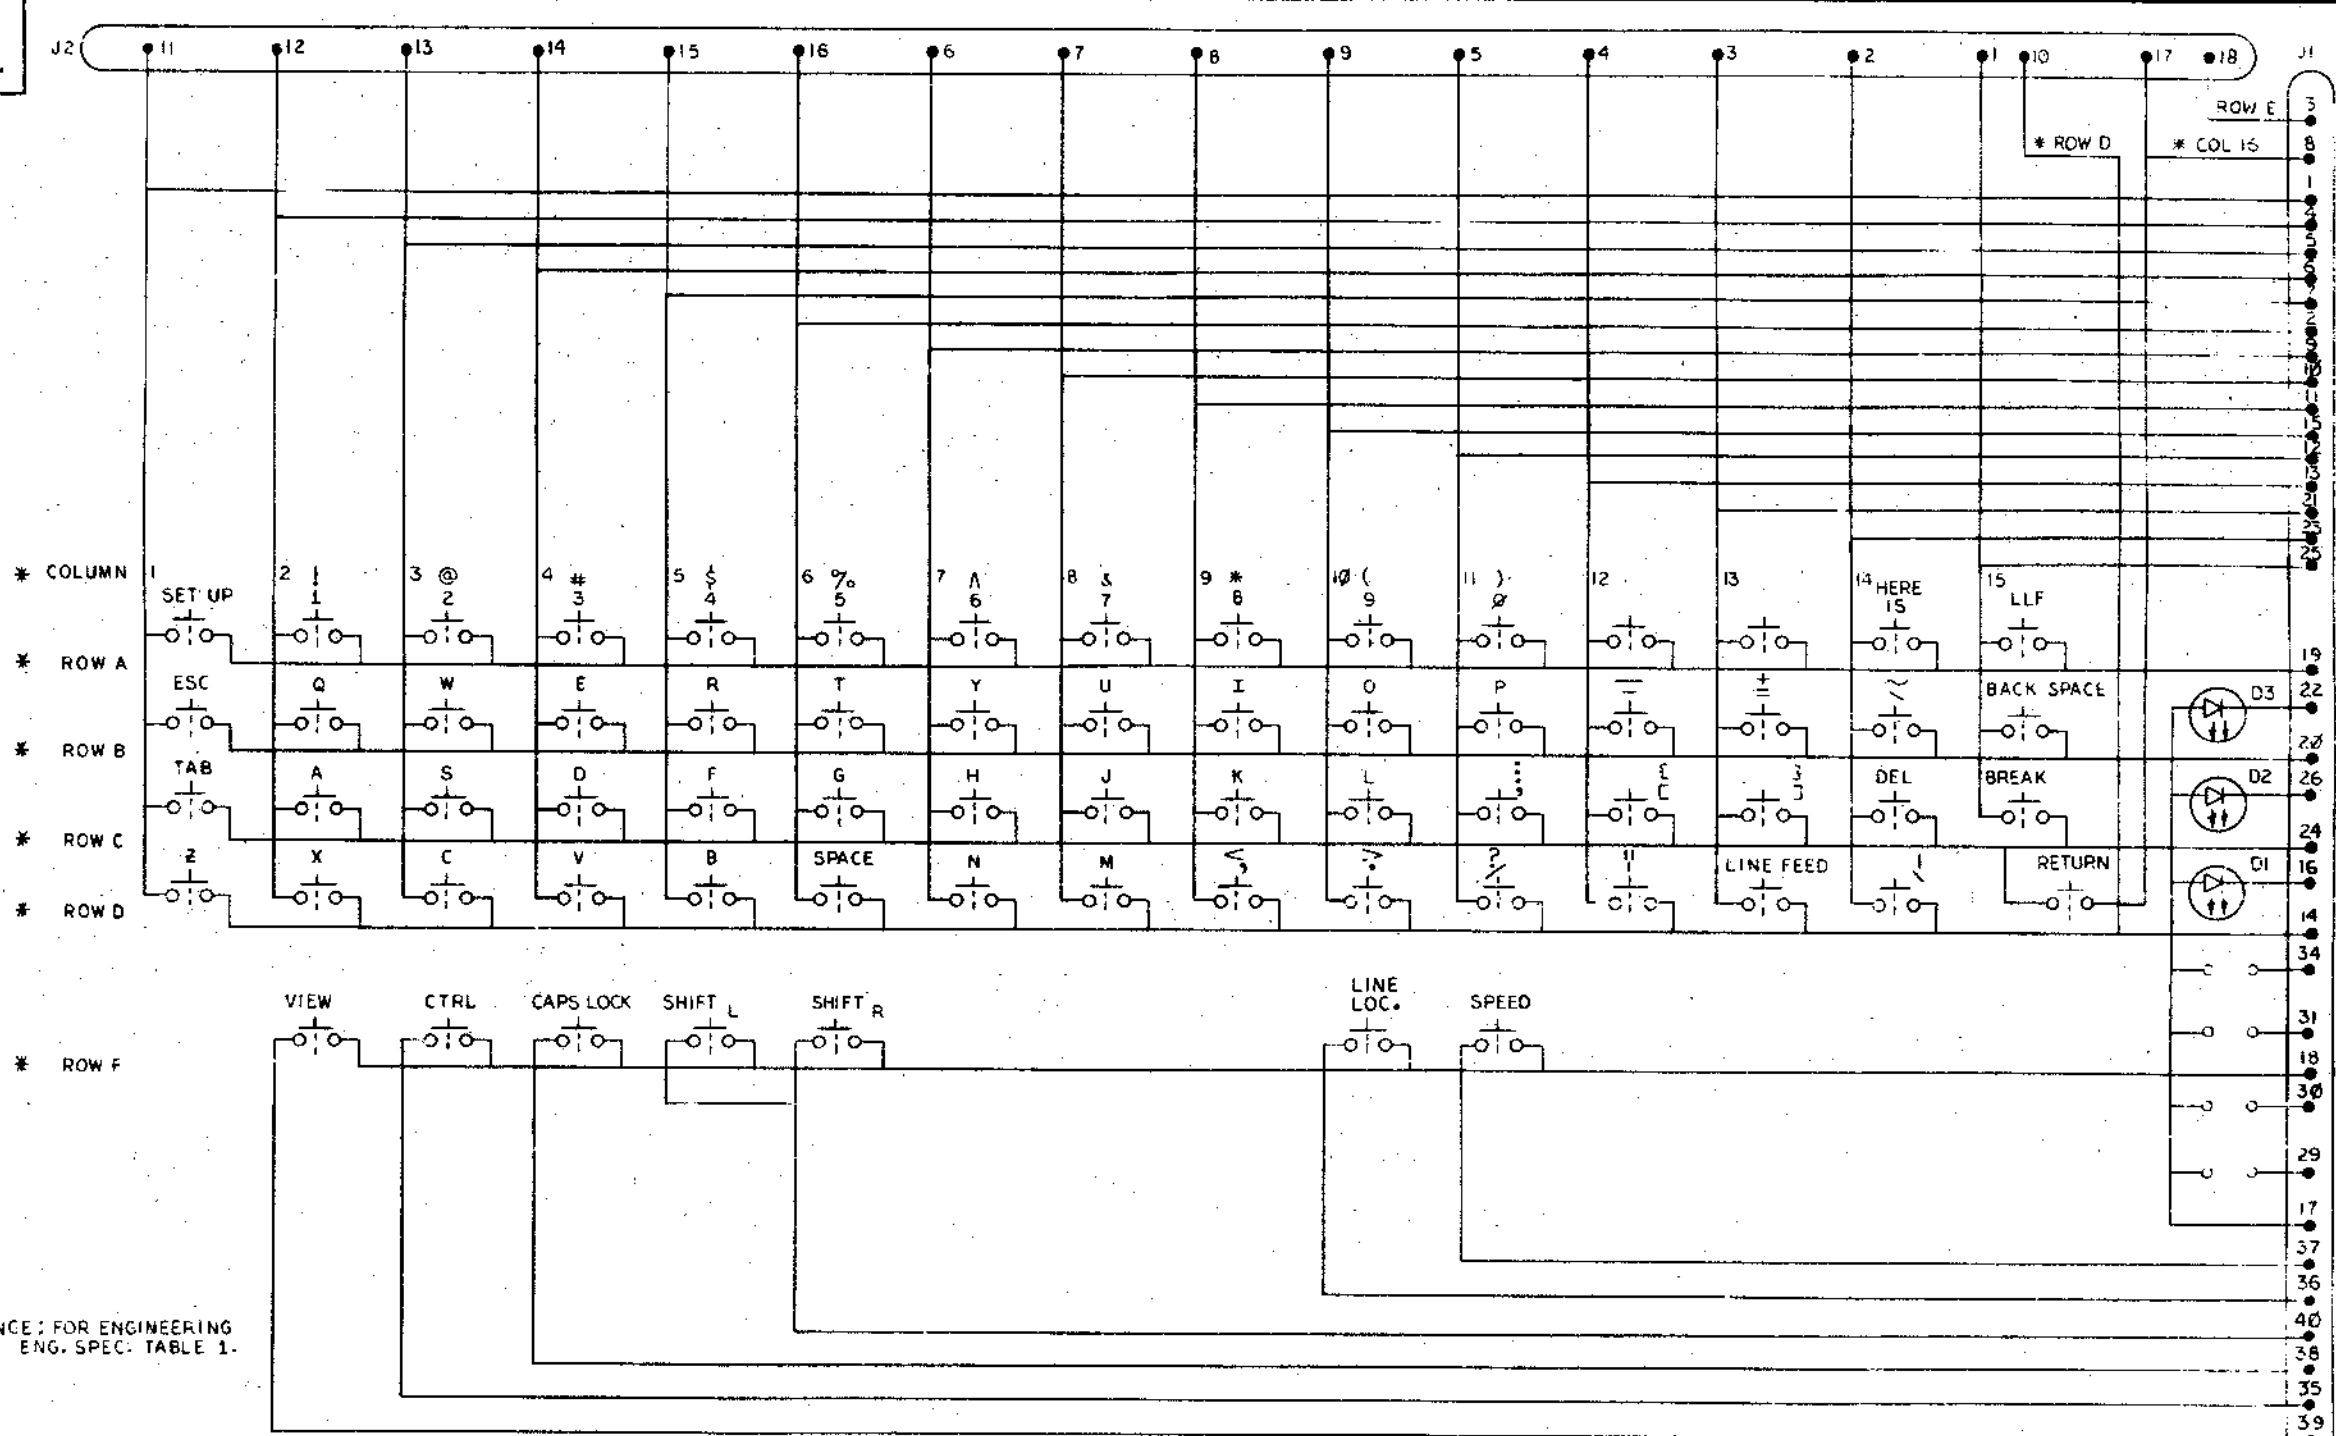 J2 11 12 13 14 15 16 6 7 8 9 5 4 3 2 1 10 17 18 J1
ROW E 3
* ROW D * COL 16 8
1
25
* COLUMN 1 2 ! 3 @ 4 # 5 $ 6 % 7 ^ 8 & 9 * 10 ( 11 ) 12 13 14 HERE 15
SET UP 1 2 3 4 5 6 7 8 9 Ø IS LLF
* ROW A 19
ESC Q W E R T Y U I O P BACK SPACE D3 22
* ROW B 20
TAB A S D F G H J K L DEL BREAK D2 26
* ROW C 24
Z X C V B SPACE N M < , > . ? / LINE FEED RETURN D1 16
* ROW D 14
34
LINE
VIEW CTRL CAPS LOCK SHIFT L SHIFT R LOC. SPEED
31
* ROW F 18
30
29
17
37
36
NCE: FOR ENGINEERING 40
ENG. SPEC. TABLE 1.
38
35
39